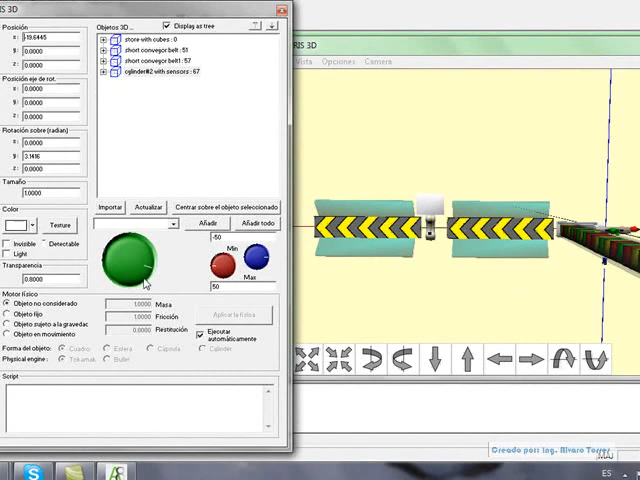 IRIS 3D
Posición
x: -19.6445
y: 0.0000
z: 0.0000
Posición eje de rot.
x: 0.0000
y: 0.0000
z: 0.0000
Rotación sobre (radian)
x: 0.0000
y: 3.1416
z: 0.0000
Tamaño
1.0000
Color
Texture
Invisible Detectable
Light
Transparencia
0.8000
Objetos 3D ... Display as tree
store with cubes : 0
short conveyor belt : 51
short conveyor belt1 : 57
cylinder#2 with sensors : 67
Importar Actualizar Centrar sobre el objeto seleccionado
Añadir Añadir todo
-50
Min
Max
50
Motor físico
Objeto no considerado
Objeto fijo
Objeto sujeto a la gravedac
Objeto en movimiento
1.0000 Masa
1.0000 Fricción
0.0000 Restitución
Aplicar la física
Ejecutar
automáticamente
Forma del objeto: Cuadro Esfera Cápsula Cylinder
Physical engine: Tokamak Bullet
Script
Vista Opciones Camera
Creado por: Ing. Alvaro Torres
MAJ
ES